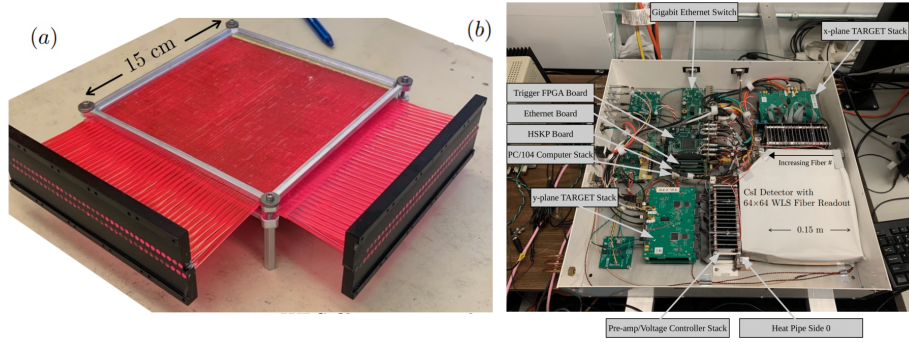 (a)
15 cm
(b)
Gigabit Ethernet Switch
x-plane TARGET Stack
Trigger FPGA Board
Ethernet Board
HSKP Board
PC/104 Computer Stack
Increasing Fiber #
y-plane TARGET Stack
CsI Detector with
64×64 WLS Fiber Readout
0.15 m
Pre-amp/Voltage Controller Stack
Heat Pipe Side 0